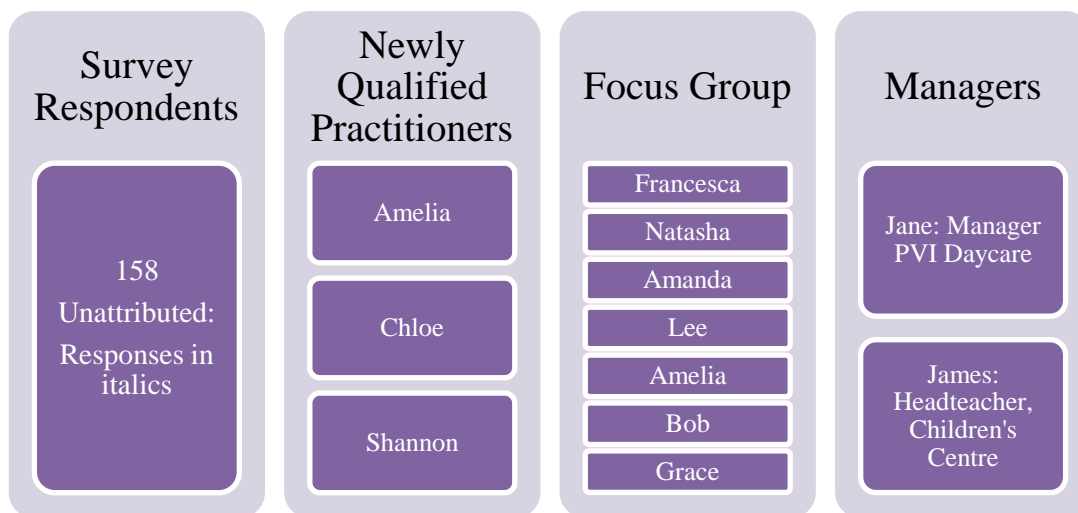 Survey
Respondents
158
Unattributed:
Responses in
italics
Newly
Qualified
Practitioners
Amelia
Chloe
Shannon
Focus Group
Francesca
Natasha
Amanda
Lee
Amelia
Bob
Grace
Managers
Jane: Manager
PVI Daycare
James:
Headteacher,
Children's
Centre